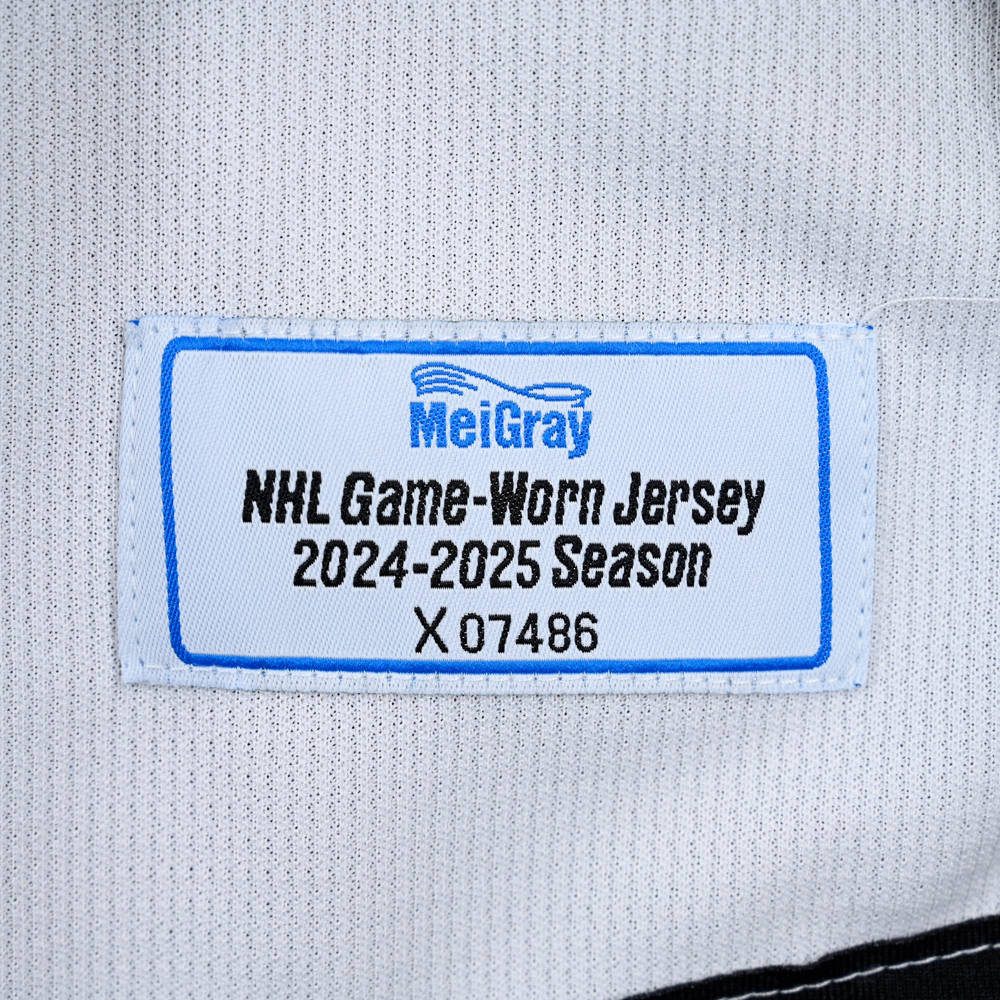 MeiGray
NHL Game-Worn Jersey
2024-2025 Season
X 07486